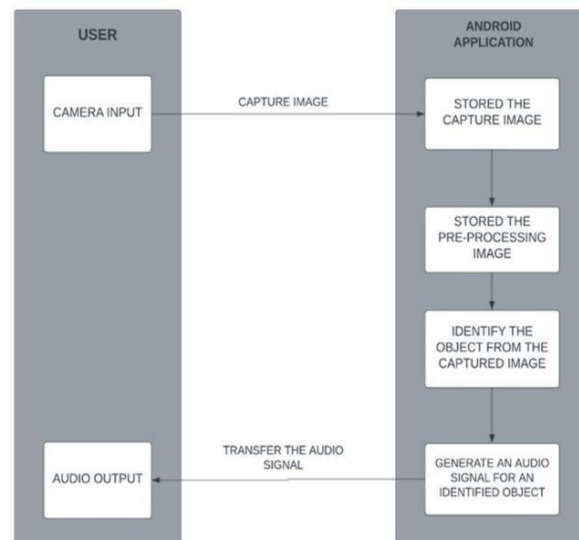 USER
ANDROID
APPLICATION
CAMERA INPUT
CAPTURE IMAGE
STORED THE
CAPTURE IMAGE
STORED THE
PRE-PROCESSING
IMAGE
IDENTIFY THE
OBJECT FROM THE
CAPTURED IMAGE
TRANSFER THE AUDIO
SIGNAL
AUDIO OUTPUT
GENERATE AN AUDIO
SIGNAL FOR AN
IDENTIFIED OBJECT